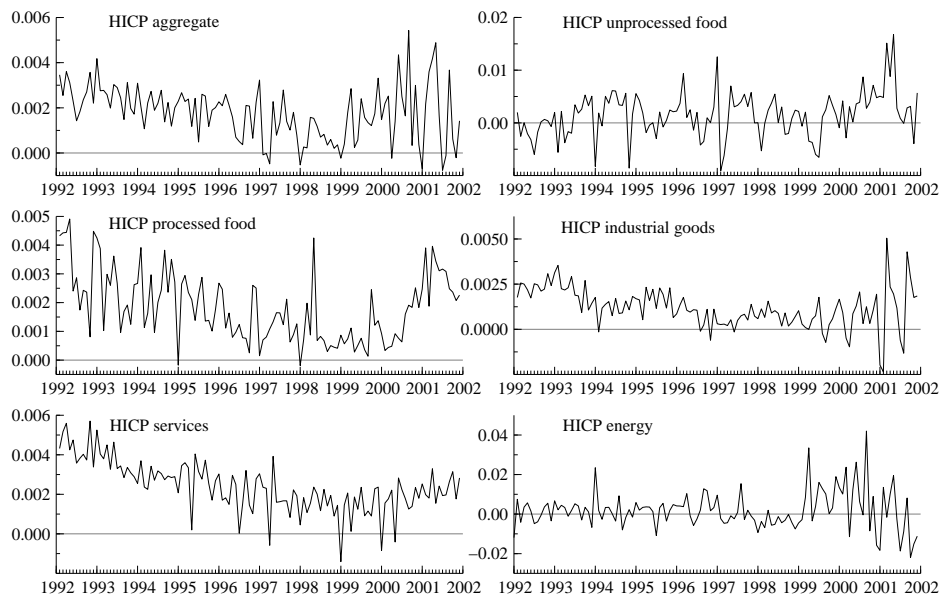 HICP aggregate
0.006
0.004
0.002
0.000
1992 1993 1994 1995 1996 1997 1998 1999 2000 2001 2002
HICP unprocessed food
0.02
0.01
0.00
1992 1993 1994 1995 1996 1997 1998 1999 2000 2001 2002
HICP processed food
0.005
0.004
0.003
0.002
0.001
0.000
1992 1993 1994 1995 1996 1997 1998 1999 2000 2001 2002
HICP industrial goods
0.0050
0.0025
0.0000
1992 1993 1994 1995 1996 1997 1998 1999 2000 2001 2002
HICP services
0.006
0.004
0.002
0.000
1992 1993 1994 1995 1996 1997 1998 1999 2000 2001 2002
HICP energy
0.04
0.02
0.00
−0.02
1992 1993 1994 1995 1996 1997 1998 1999 2000 2001 2002